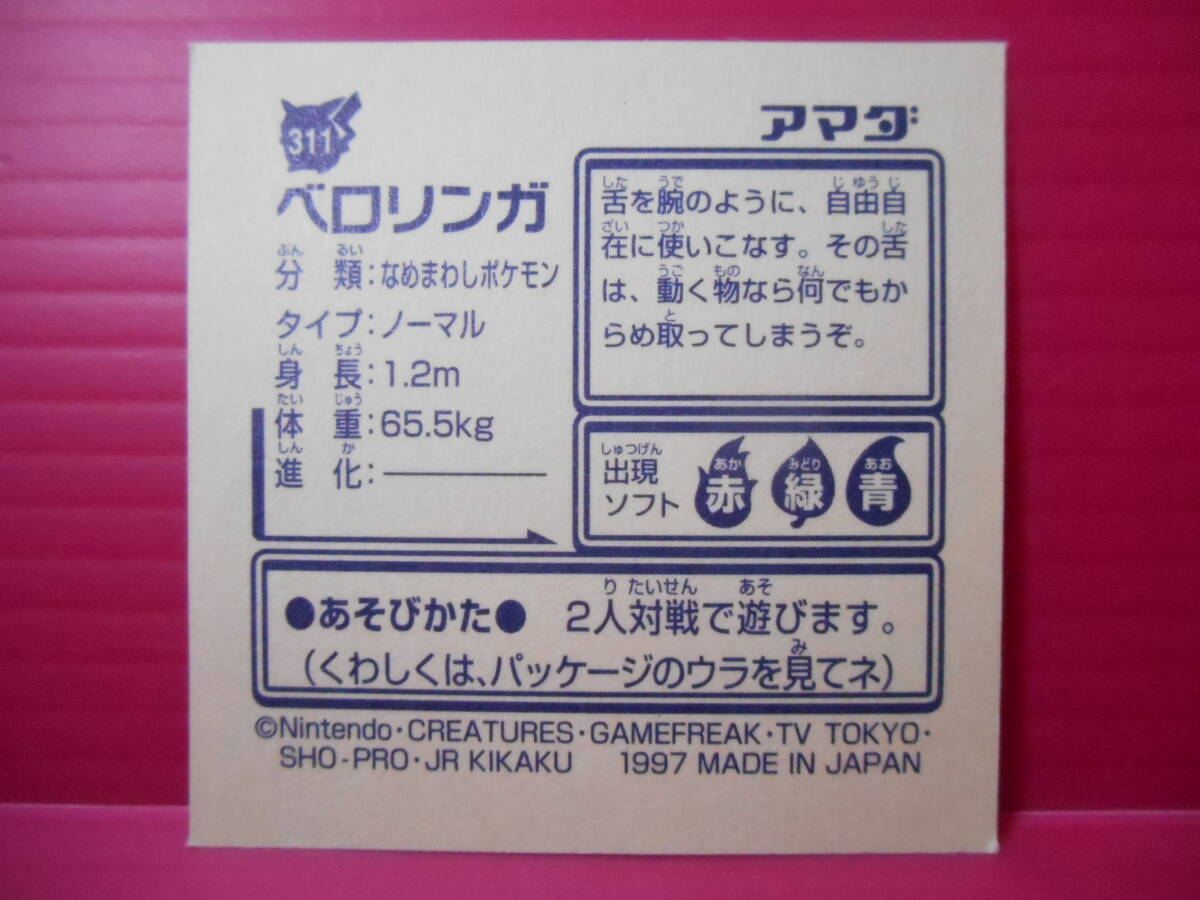 311
アマダ
ベロリンガ
分類:なめまわしポケモン
タイプ:ノーマル
身長:1.2m
体重:65.5kg
進化:————
舌を腕のように、自由自
在に使いこなす。その舌
は、動く物なら何でもか
らめ取ってしまうぞ。
出現
ソフト
赤 緑 青
●あそびかた● 2人対戦で遊びます。
(くわしくは、パッケージのウラを見てネ)
©Nintendo・CREATURES・GAMEFREAK・TV TOKYO・
SHO-PRO・JR KIKAKU 1997 MADE IN JAPAN